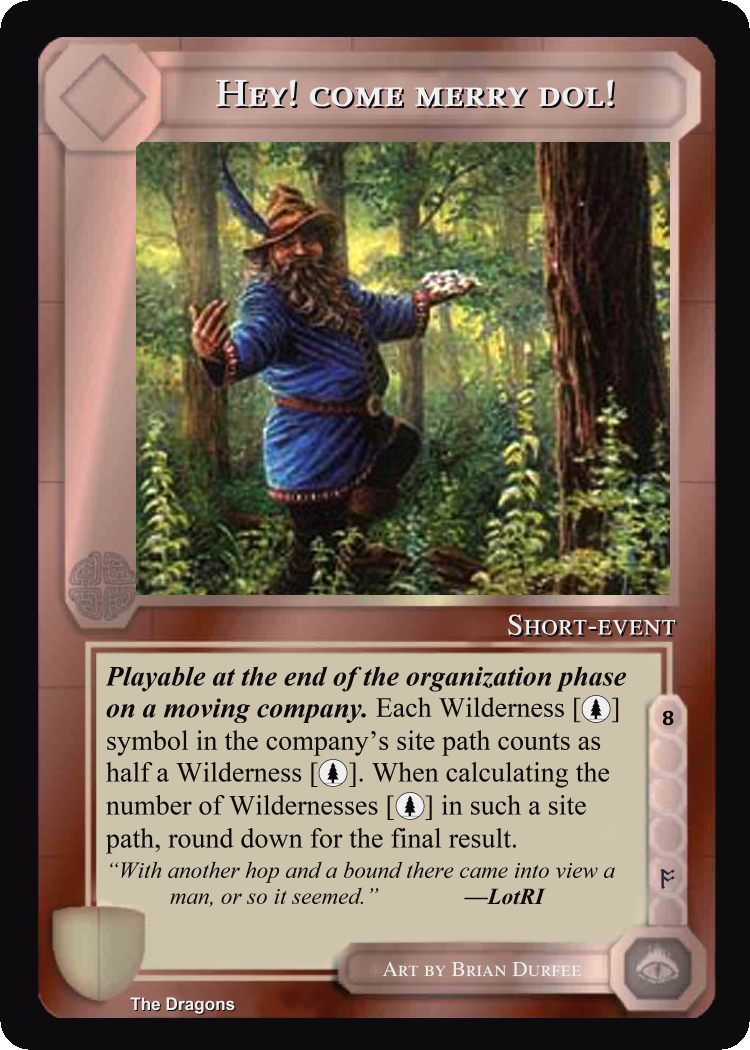 Hey! come merry dol!
Short-event
Playable at the end of the organization phase
on a moving company. Each Wilderness [🌲]
symbol in the company’s site path counts as
half a Wilderness [🌲]. When calculating the
number of Wildernesses [🌲] in such a site
path, round down for the final result.
“With another hop and a bound there came into view a
man, or so it seemed.” —LotRI
8
ᚩ
Art by Brian Durfee
The Dragons